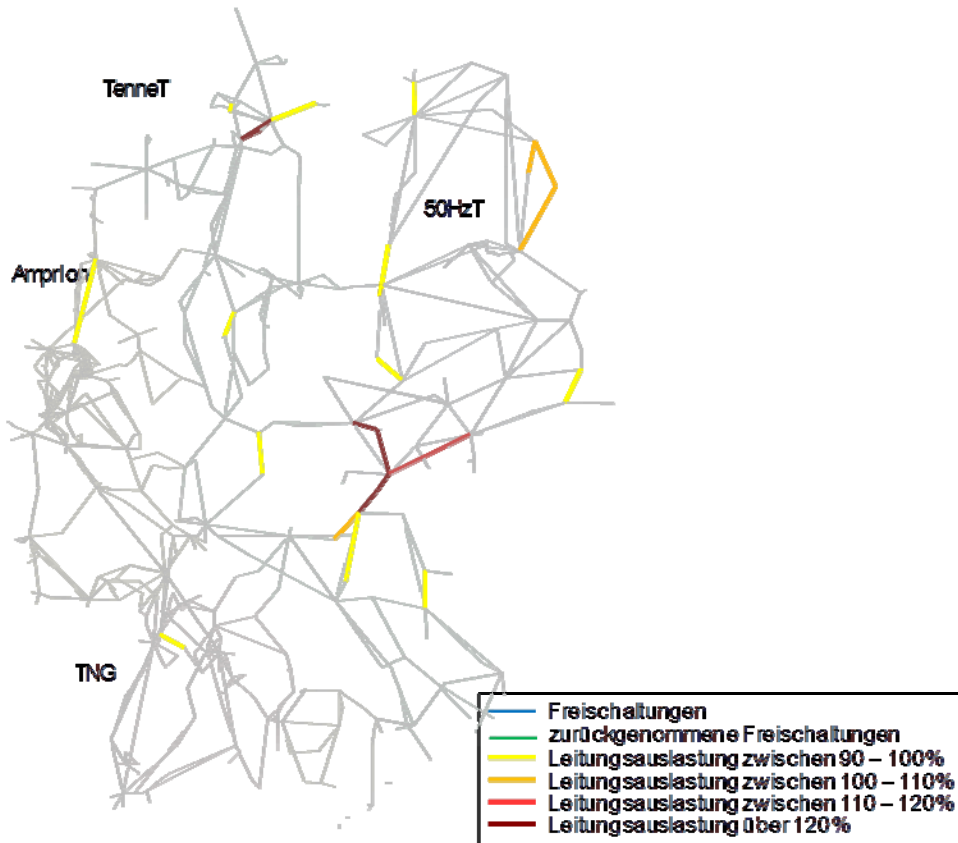 TenneT
50HzT
Amprion
TNG
Freischaltungen
zurückgenommene Freischaltungen
Leitungsauslastung zwischen 90 – 100%
Leitungsauslastung zwischen 100 – 110%
Leitungsauslastung zwischen 110 – 120%
Leitungsauslastung über 120%